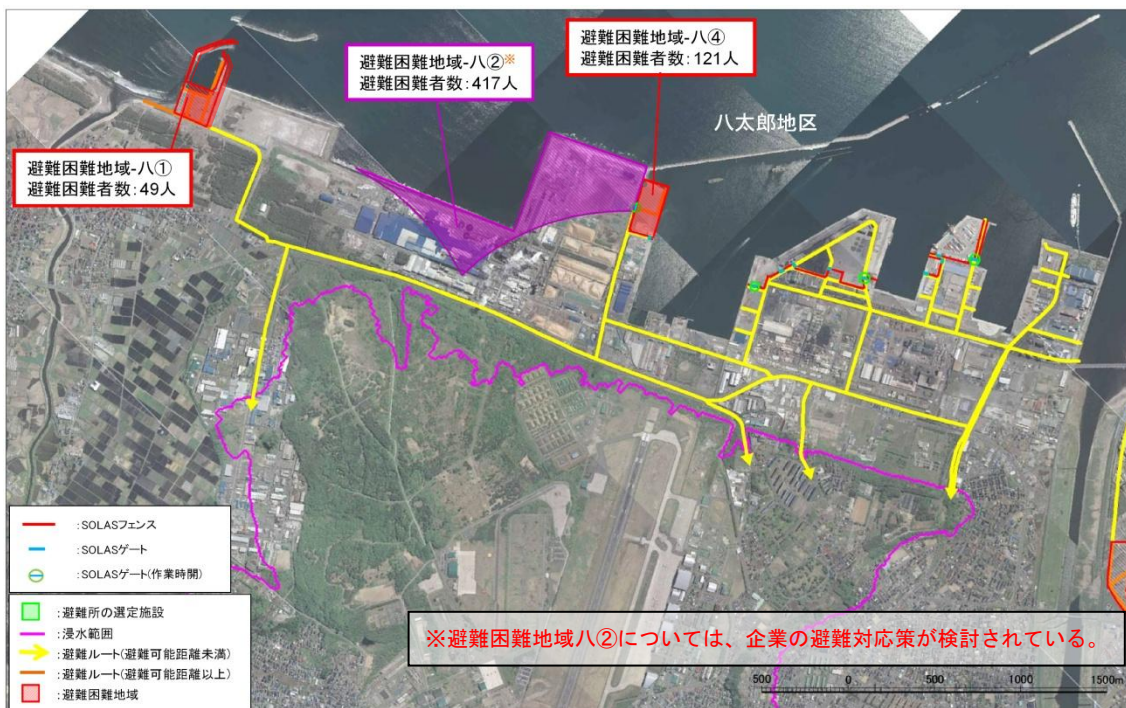 避難困難地域-八④
避難困難者数：121人
避難困難地域-八②※
避難困難者数：417人
八太郎地区
避難困難地域-八①
避難困難者数：49人
:SOLASフェンス
:SOLASゲート
:SOLASゲート(作業時開)
:避難所の選定施設
:浸水範囲
:避難ルート(避難可能距離未満)
:避難ルート(避難可能距離以上)
:避難困難地域
※避難困難地域八②については、企業の避難対応策が検討されている。
500 0 500 1000 1500m